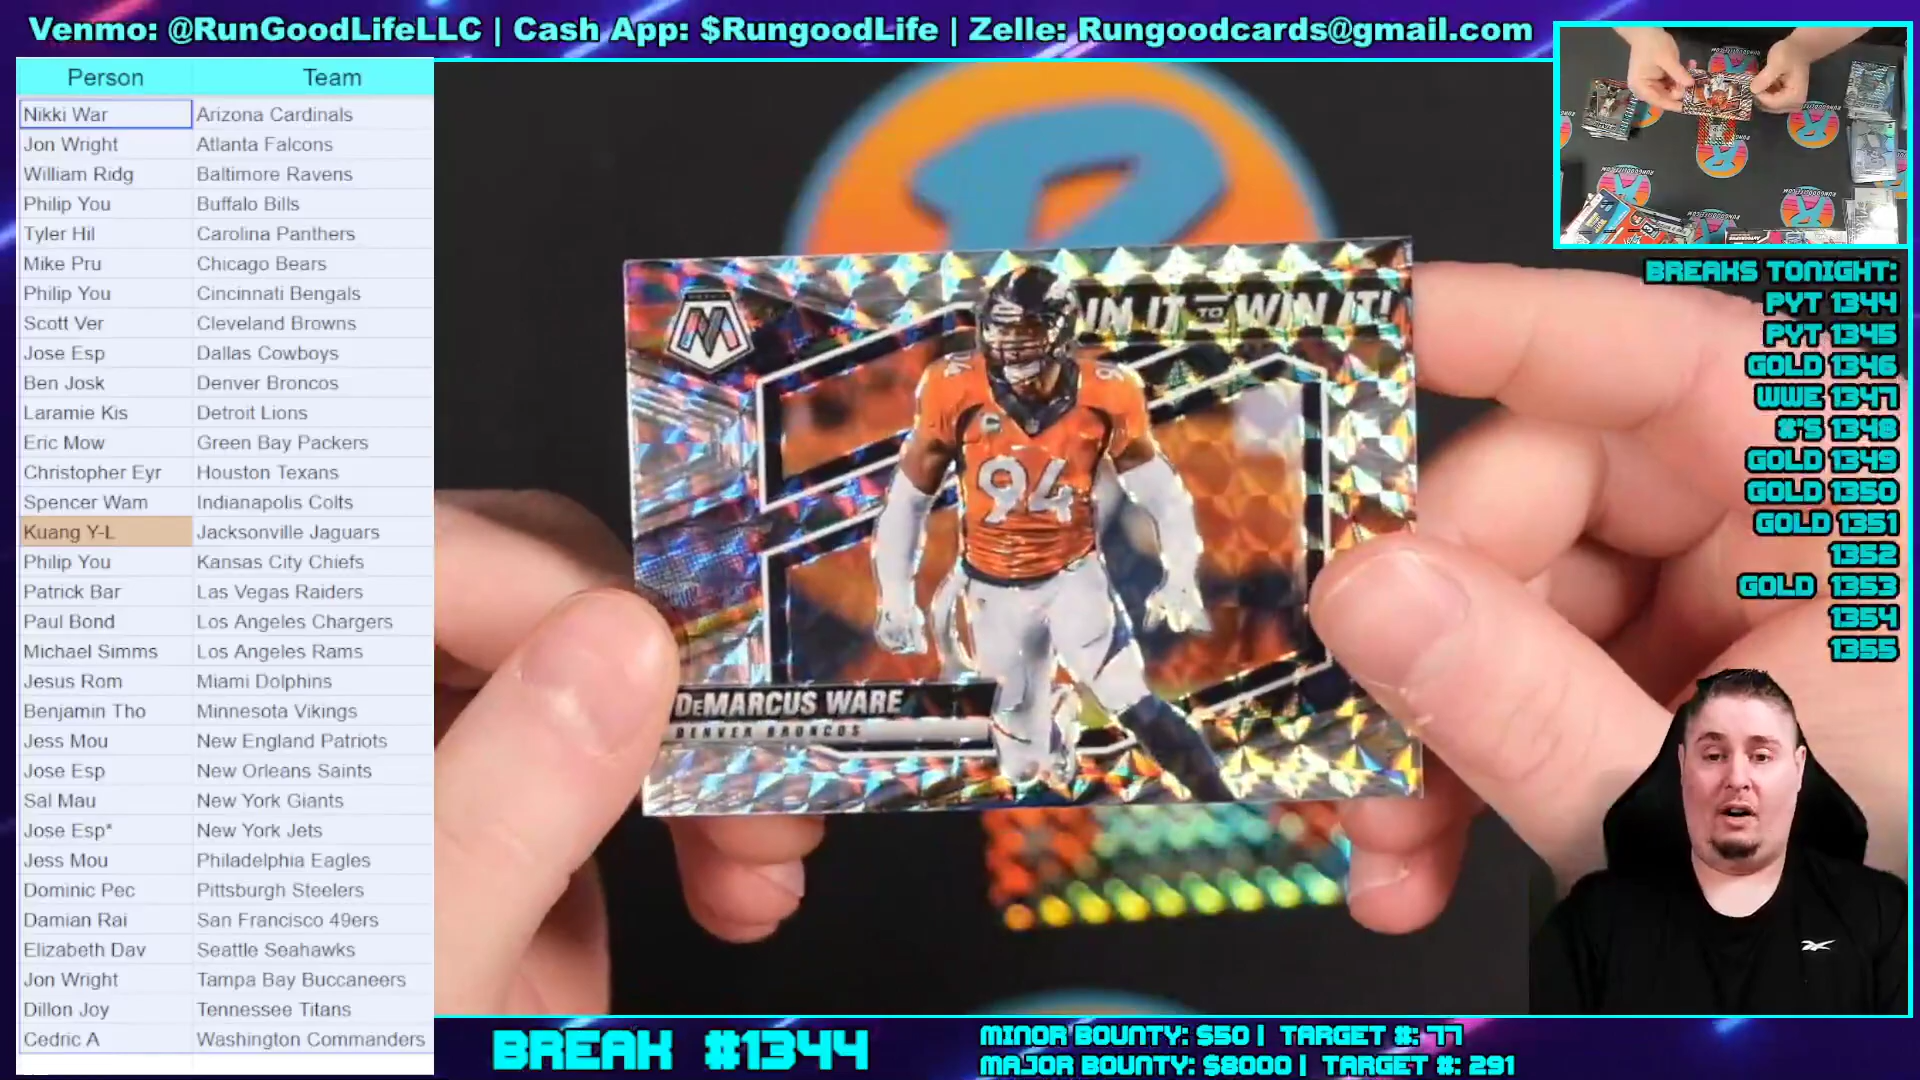 Venmo: @RunGoodLifeLLC | Cash App: $RungoodLife | Zelle: Rungoodcards@gmail.com
Person Team
Nikki War Arizona Cardinals
Jon Wright Atlanta Falcons
William Ridg Baltimore Ravens
Philip You Buffalo Bills
Tyler Hil Carolina Panthers
Mike Pru Chicago Bears
Philip You Cincinnati Bengals
Scott Ver Cleveland Browns
Jose Esp Dallas Cowboys
Ben Josk Denver Broncos
Laramie Kis Detroit Lions
Eric Mow Green Bay Packers
Christopher Eyr Houston Texans
Spencer Wam Indianapolis Colts
Kuang Y-L Jacksonville Jaguars
Philip You Kansas City Chiefs
Patrick Bar Las Vegas Raiders
Paul Bond Los Angeles Chargers
Michael Simms Los Angeles Rams
Jesus Rom Miami Dolphins
Benjamin Tho Minnesota Vikings
Jess Mou New England Patriots
Jose Esp New Orleans Saints
Sal Mau New York Giants
Jose Esp* New York Jets
Jess Mou Philadelphia Eagles
Dominic Pec Pittsburgh Steelers
Damian Rai San Francisco 49ers
Elizabeth Dav Seattle Seahawks
Jon Wright Tampa Bay Buccaneers
Dillon Joy Tennessee Titans
Cedric A Washington Commanders
IN IT TO WIN IT!
94
94
94
DeMARCUS WARE
DENVER BRONCOS
BREAKS TONIGHT:
PYT 1344
PYT 1345
GOLD 1346
WWE 1347
#'S 1348
GOLD 1349
GOLD 1350
GOLD 1351
1352
GOLD 1353
1354
1355
BREAK #1344
MINOR BOUNTY: $50 | TARGET #: 77
MAJOR BOUNTY: $8000 | TARGET #: 291